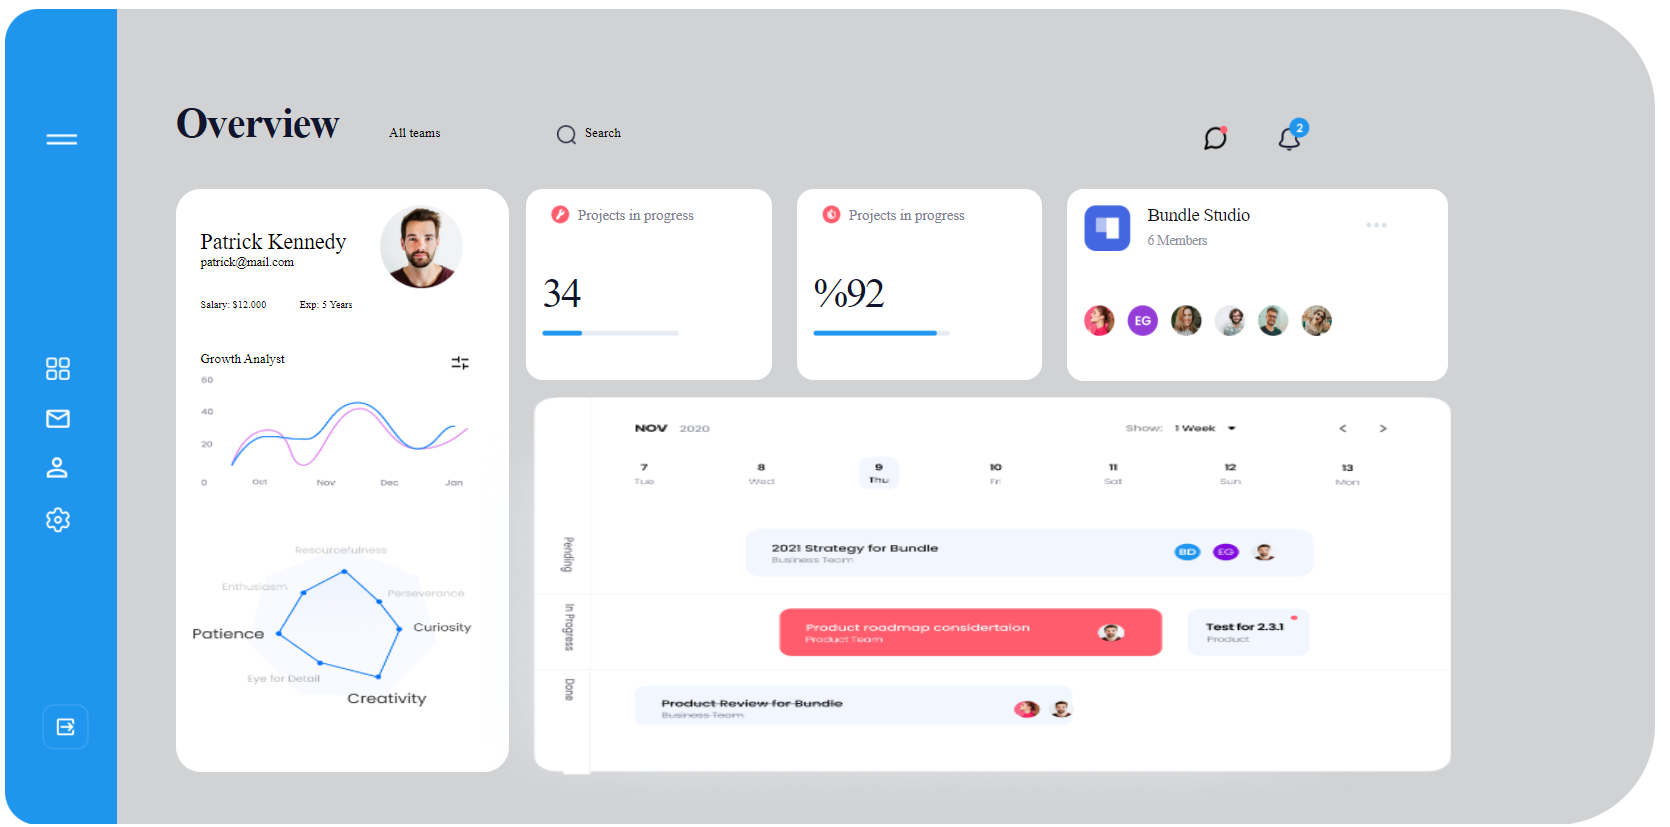 Overview
All teams
Search
2
Patrick Kennedy
patrick@mail.com
Salary: $12.000 Exp: 5 Years
Growth Analyst
60
40
20
0
Oct Nov Dec Jan
Resourcefulness
Enthusiasm
Perseverance
Patience
Curiosity
Eye for Detail
Creativity
Projects in progress
34
Projects in progress
%92
Bundle Studio
6 Members
EG
NOV 2020
Show: 1 Week
7 8 9 10 11 12 13
Tue Wed Thu Fri Sat Sun Mon
Pending
2021 Strategy for Bundle
Business Team
BD EG
In Progress
Product roadmap considertaion
Product Team
Test for 2.3.1
Product
Done
Product Review for Bundle
Business Team